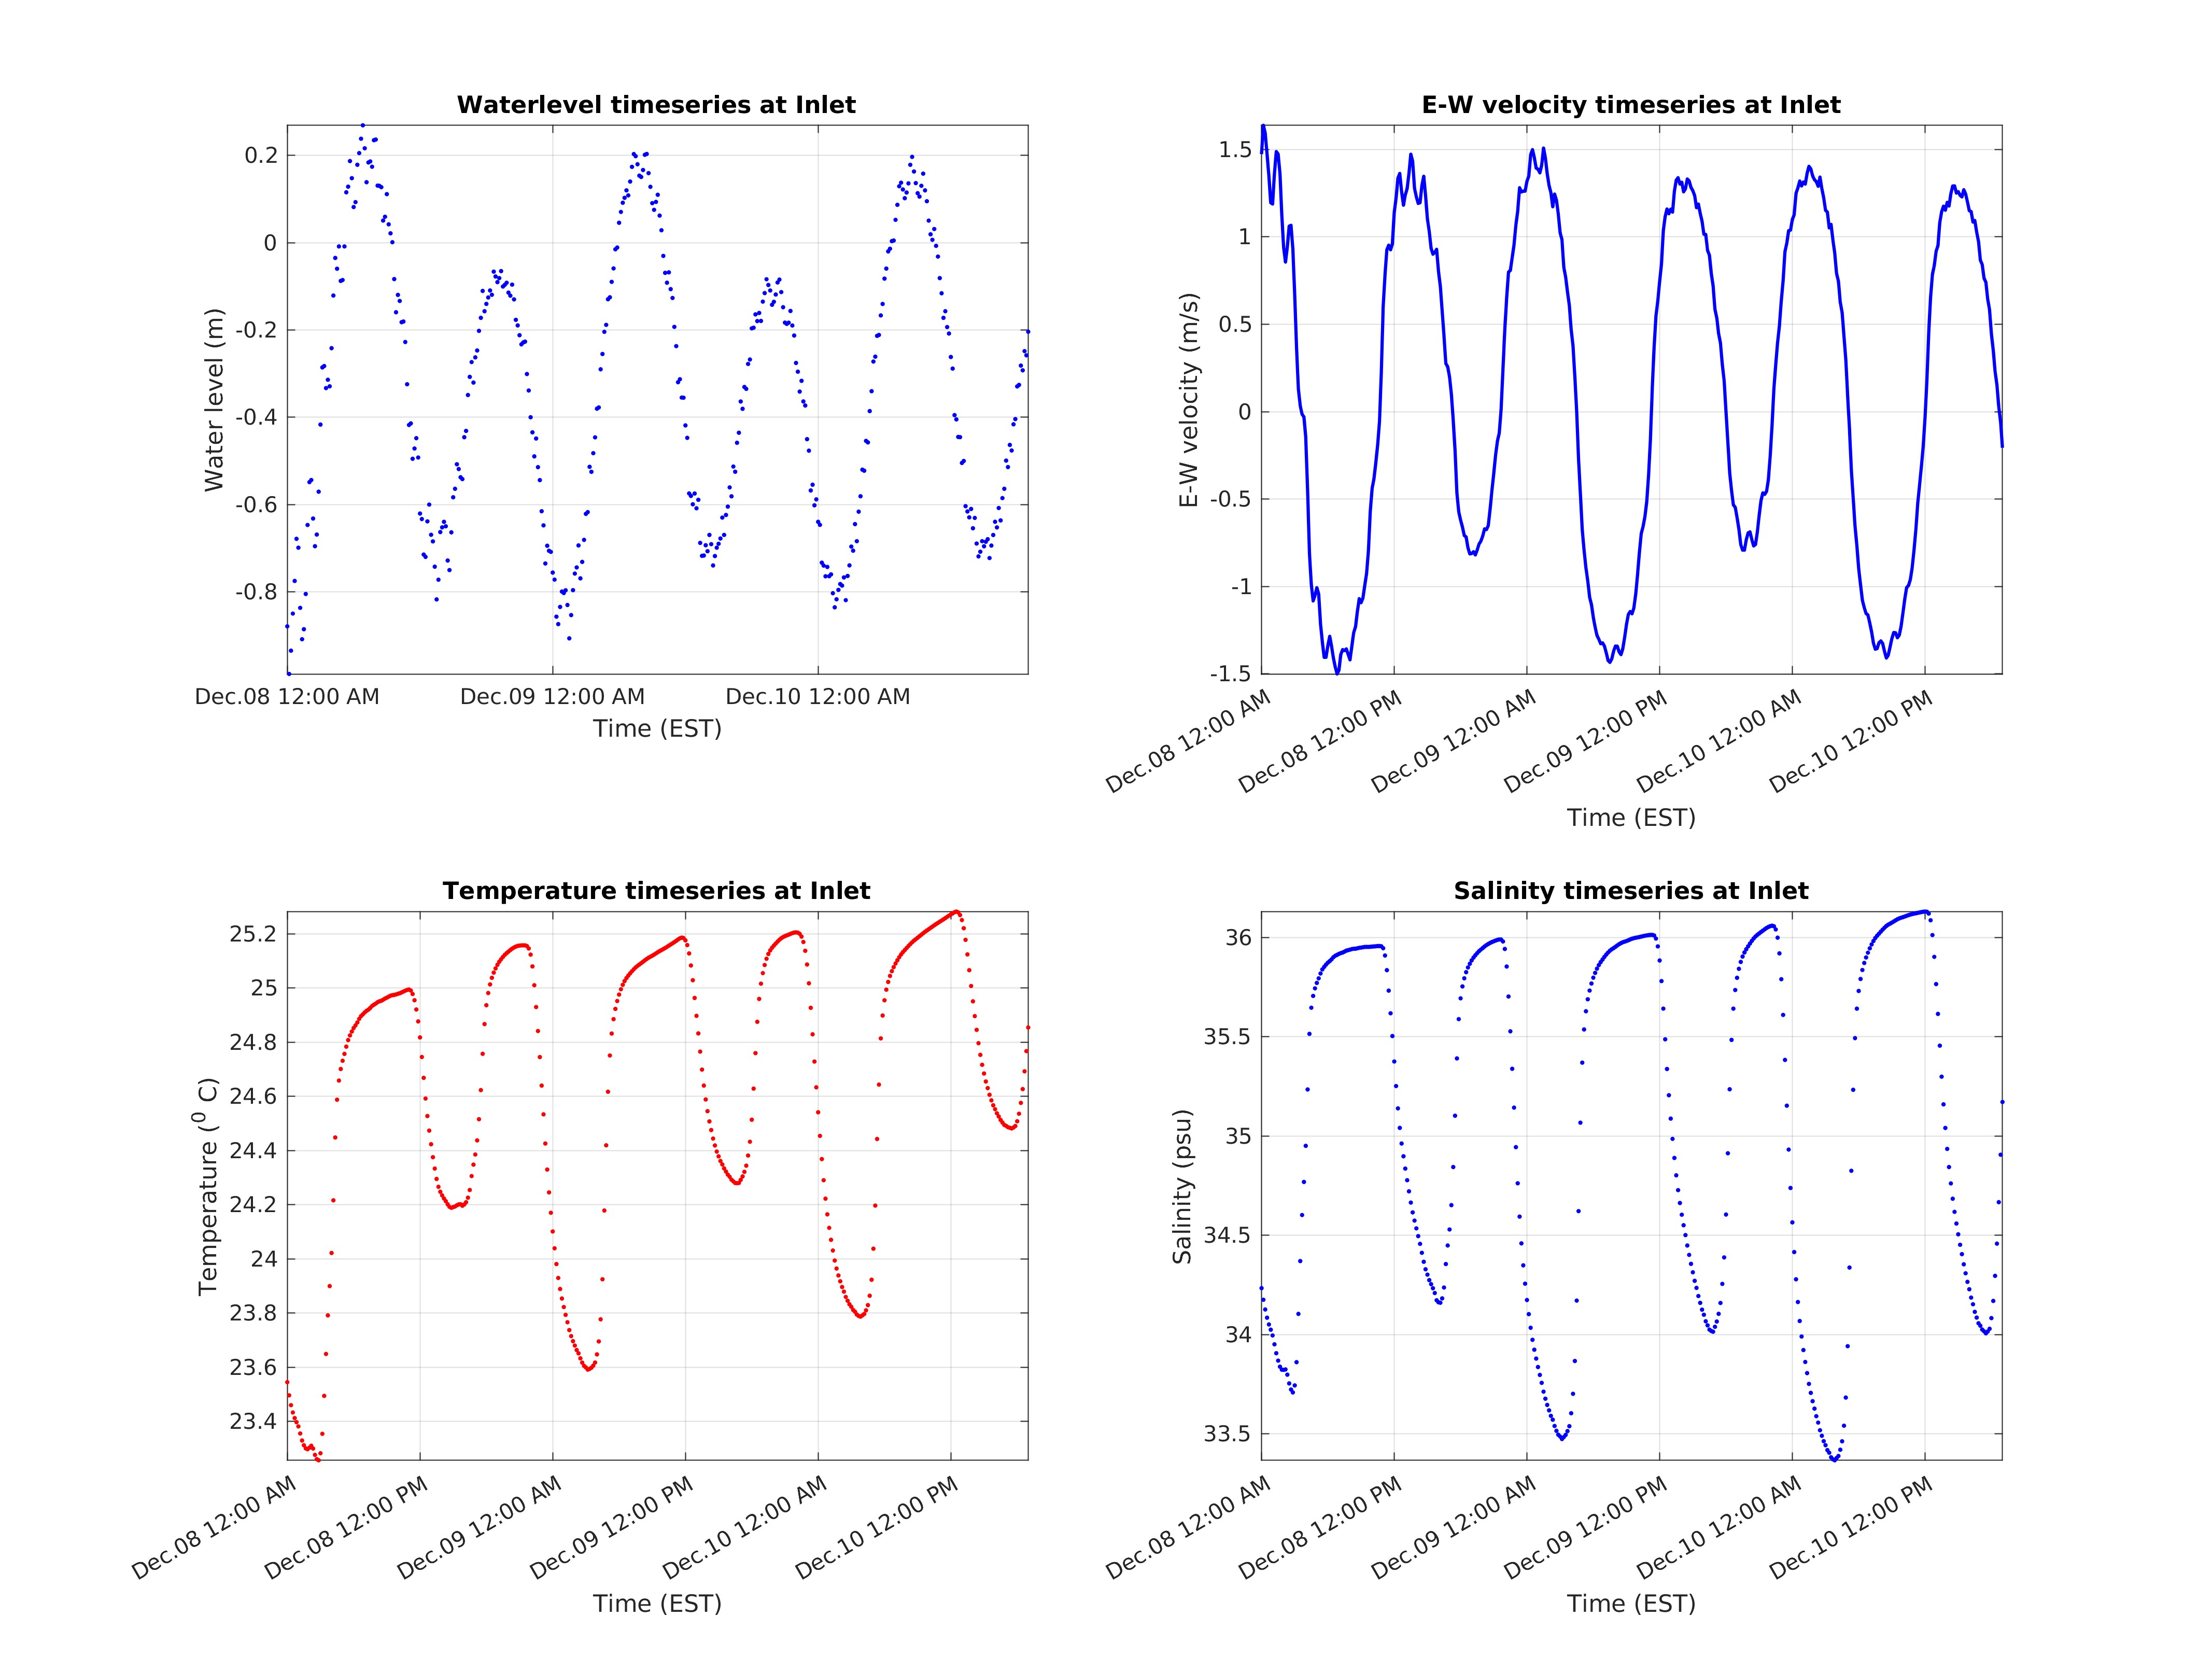 Waterlevel timeseries at Inlet
0.2
0
-0.2
-0.4
-0.6
-0.8
Water level (m)
Dec.08 12:00 AM
Dec.09 12:00 AM
Dec.10 12:00 AM
Time (EST)
E-W velocity timeseries at Inlet
1.5
1
0.5
0
-0.5
-1
-1.5
E-W velocity (m/s)
Dec.08 12:00 AM
Dec.08 12:00 PM
Dec.09 12:00 AM
Dec.09 12:00 PM
Dec.10 12:00 AM
Dec.10 12:00 PM
Time (EST)
Temperature timeseries at Inlet
25.2
25
24.8
24.6
24.4
24.2
24
23.8
23.6
23.4
Temperature (⁰ C)
Dec.08 12:00 AM
Dec.08 12:00 PM
Dec.09 12:00 AM
Dec.09 12:00 PM
Dec.10 12:00 AM
Dec.10 12:00 PM
Time (EST)
Salinity timeseries at Inlet
36
35.5
35
34.5
34
33.5
Salinity (psu)
Dec.08 12:00 AM
Dec.08 12:00 PM
Dec.09 12:00 AM
Dec.09 12:00 PM
Dec.10 12:00 AM
Dec.10 12:00 PM
Time (EST)